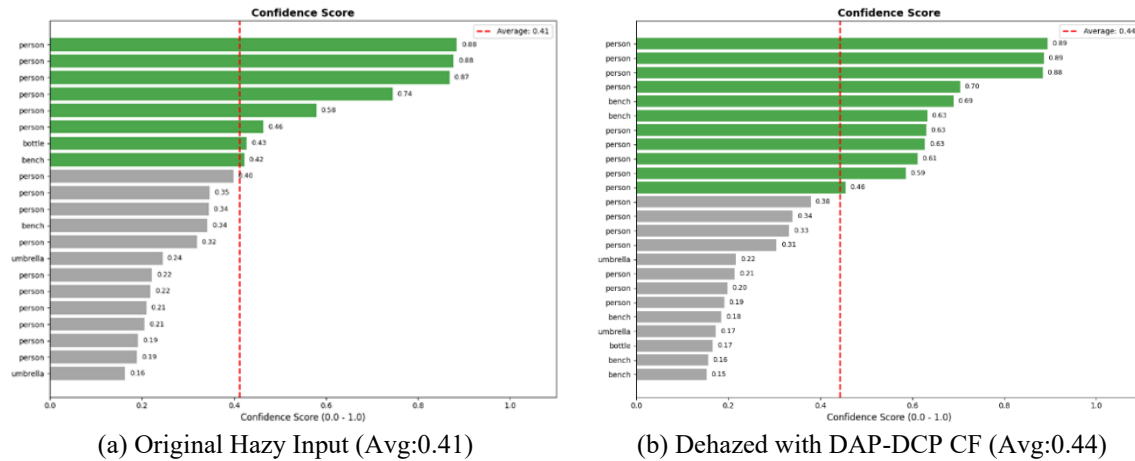 Confidence Score
Average: 0.41
person 0.88
person 0.88
person 0.87
person 0.74
person 0.58
person 0.46
bottle 0.43
bench 0.42
person 0.40
person 0.35
person 0.34
bench 0.34
person 0.32
umbrella 0.24
person 0.22
person 0.22
person 0.21
person 0.21
person 0.19
person 0.19
umbrella 0.16
0.0 0.2 0.4 0.6 0.8 1.0
Confidence Score (0.0 - 1.0)
(a) Original Hazy Input (Avg:0.41)
Confidence Score
Average: 0.44
person 0.89
person 0.89
person 0.88
person 0.70
bench 0.69
bench 0.63
person 0.63
person 0.63
person 0.61
person 0.59
person 0.46
person 0.38
person 0.34
person 0.33
person 0.31
umbrella 0.22
person 0.21
person 0.20
person 0.19
bench 0.18
umbrella 0.17
bottle 0.17
bench 0.16
bench 0.15
0.0 0.2 0.4 0.6 0.8 1.0
Confidence Score (0.0 - 1.0)
(b) Dehazed with DAP-DCP CF (Avg:0.44)